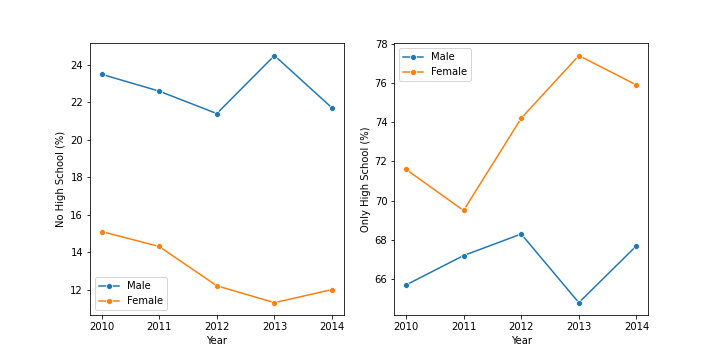 No High School (%)
24
22
20
18
16
14
12
2010 2011 2012 2013 2014
Year
Male
Female
Only High School (%)
78
76
74
72
70
68
66
2010 2011 2012 2013 2014
Year
Male
Female